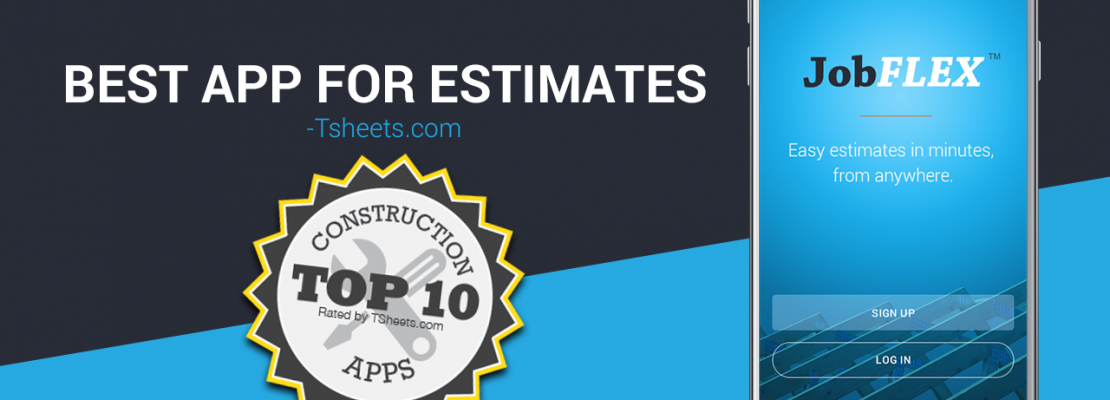 BEST APP FOR ESTIMATES
-Tsheets.com
CONSTRUCTION
TOP 10
Rated by TSheets.com
APPS
JobFLEX™
Easy estimates in minutes,
from anywhere.
SIGN UP
LOG IN